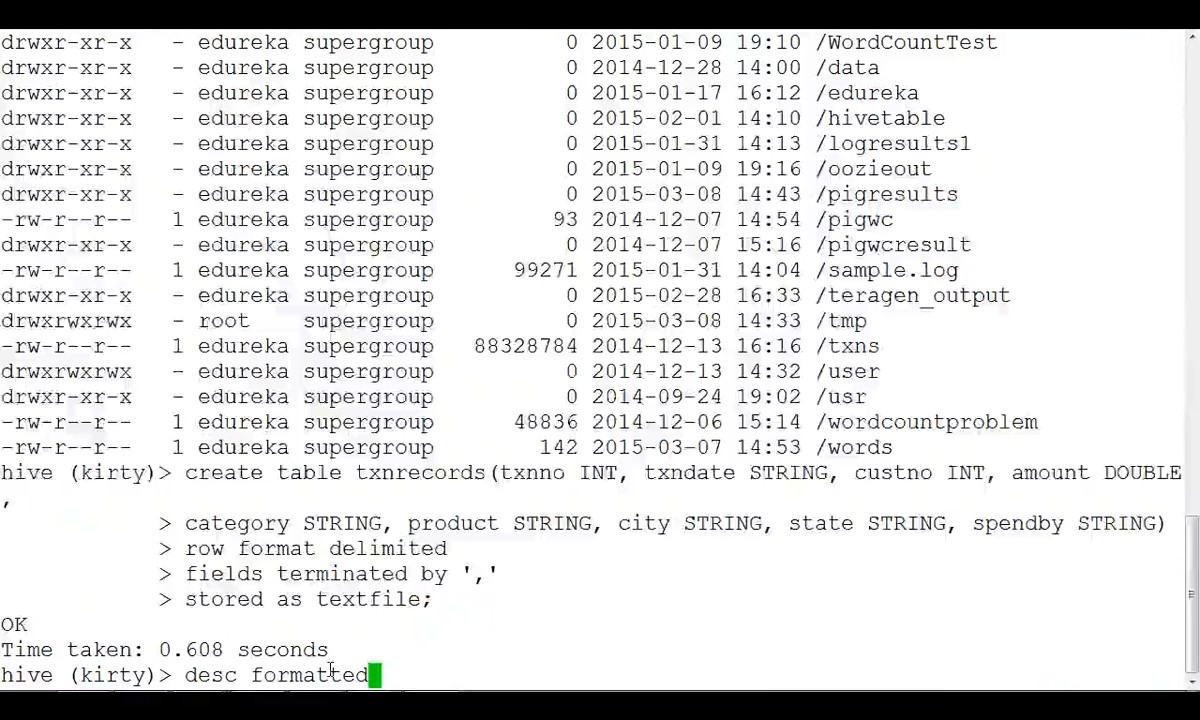 drwxr-xr-x   - edureka supergroup          0 2015-01-09 19:10 /WordCountTest
drwxr-xr-x   - edureka supergroup          0 2014-12-28 14:00 /data
drwxr-xr-x   - edureka supergroup          0 2015-01-17 16:12 /edureka
drwxr-xr-x   - edureka supergroup          0 2015-02-01 14:10 /hivetable
drwxr-xr-x   - edureka supergroup          0 2015-01-31 14:13 /logresults1
drwxr-xr-x   - edureka supergroup          0 2015-01-09 19:16 /oozieout
drwxr-xr-x   - edureka supergroup          0 2015-03-08 14:43 /pigresults
-rw-r--r--   1 edureka supergroup         93 2014-12-07 14:54 /pigwc
drwxr-xr-x   - edureka supergroup          0 2014-12-07 15:16 /pigwcresult
-rw-r--r--   1 edureka supergroup      99271 2015-01-31 14:04 /sample.log
drwxr-xr-x   - edureka supergroup          0 2015-02-28 16:33 /teragen_output
drwxrwxrwx   - root    supergroup          0 2015-03-08 14:33 /tmp
-rw-r--r--   1 edureka supergroup   88328784 2014-12-13 16:16 /txns
drwxrwxrwx   - edureka supergroup          0 2014-12-13 14:32 /user
drwxr-xr-x   - edureka supergroup          0 2014-09-24 19:02 /usr
-rw-r--r--   1 edureka supergroup      48836 2014-12-06 15:14 /wordcountproblem
-rw-r--r--   1 edureka supergroup        142 2015-03-07 14:53 /words
hive (kirty)> create table txnrecords(txnno INT, txndate STRING, custno INT, amount DOUBLE
,
            > category STRING, product STRING, city STRING, state STRING, spendby STRING)
            > row format delimited
            > fields terminated by ','
            > stored as textfile;
OK
Time taken: 0.608 seconds
hive (kirty)> desc formatted